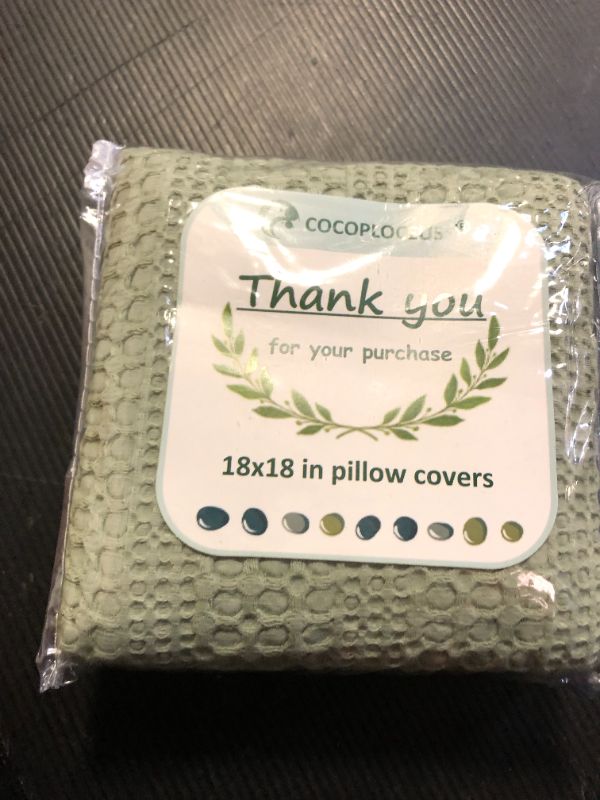 COCOPLOCEUS
Thank you
for your purchase
18x18 in pillow covers